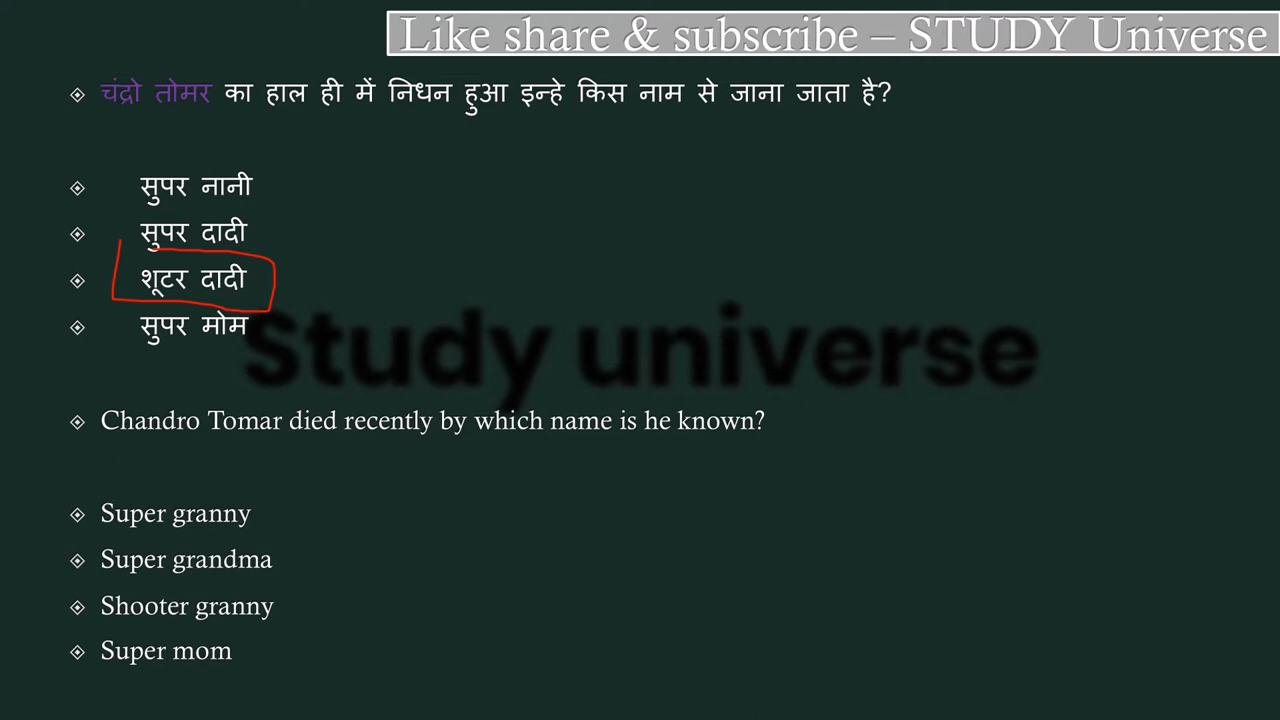 Like share & subscribe – STUDY Universe
चंद्रो तोमर का हाल ही में निधन हुआ इन्हे किस नाम से जाना जाता है?
सुपर नानी
सुपर दादी
शूटर दादी
सुपर मोम
Study universe
Chandro Tomar died recently by which name is he known?
Super granny
Super grandma
Shooter granny
Super mom